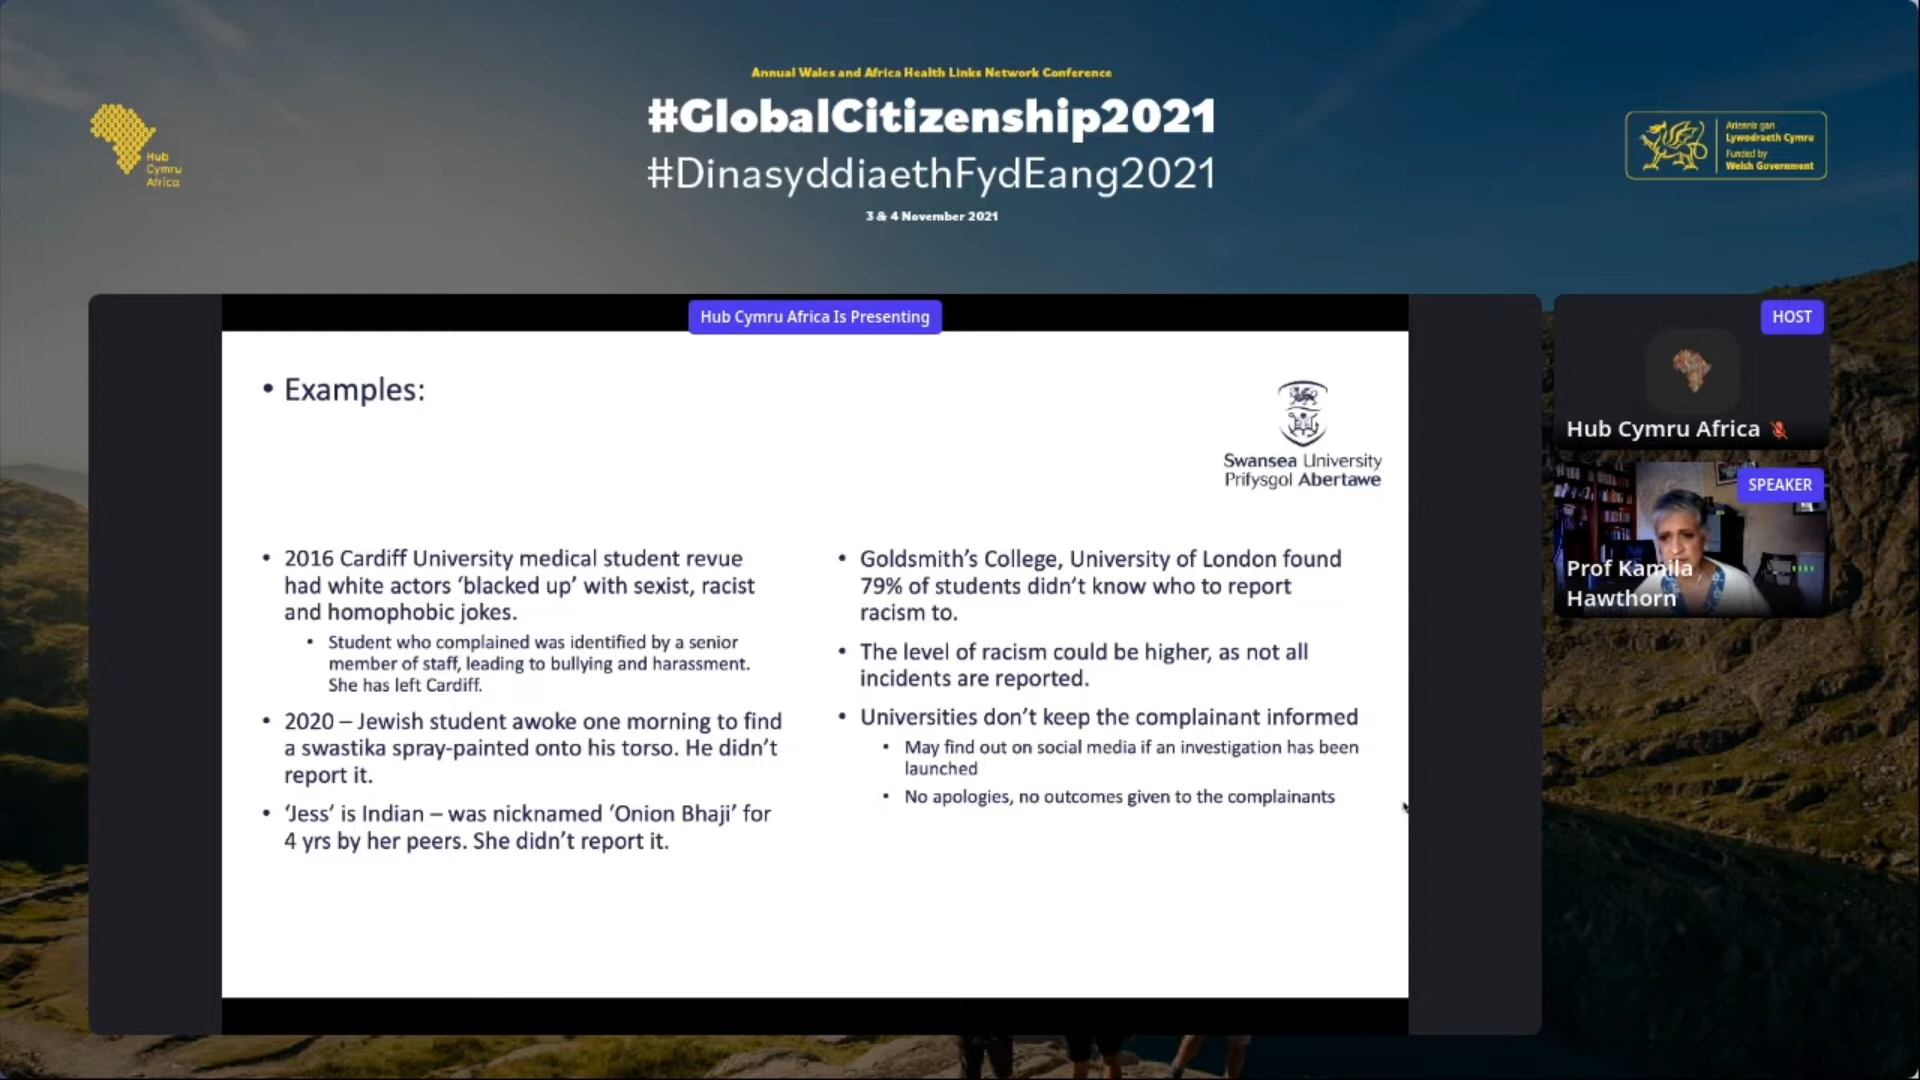 Annual Wales and Africa Health Links Network Conference
#GlobalCitizenship2021
#DinasyddiaethFydEang2021
3 & 4 November 2021
Hub
Cymru
Africa
Ariennir gan
Lywodraeth Cymru
Funded by
Welsh Government
Hub Cymru Africa Is Presenting
• Examples:
Swansea University
Prifysgol Abertawe
• 2016 Cardiff University medical student revue
had white actors ‘blacked up’ with sexist, racist
and homophobic jokes.
• Student who complained was identified by a senior
member of staff, leading to bullying and harassment.
She has left Cardiff.
• 2020 – Jewish student awoke one morning to find
a swastika spray-painted onto his torso. He didn’t
report it.
• ‘Jess’ is Indian – was nicknamed ‘Onion Bhaji’ for
4 yrs by her peers. She didn’t report it.
• Goldsmith’s College, University of London found
79% of students didn’t know who to report
racism to.
• The level of racism could be higher, as not all
incidents are reported.
• Universities don’t keep the complainant informed
• May find out on social media if an investigation has been
launched
• No apologies, no outcomes given to the complainants
HOST
Hub Cymru Africa
SPEAKER
Prof Kamila
Hawthorn